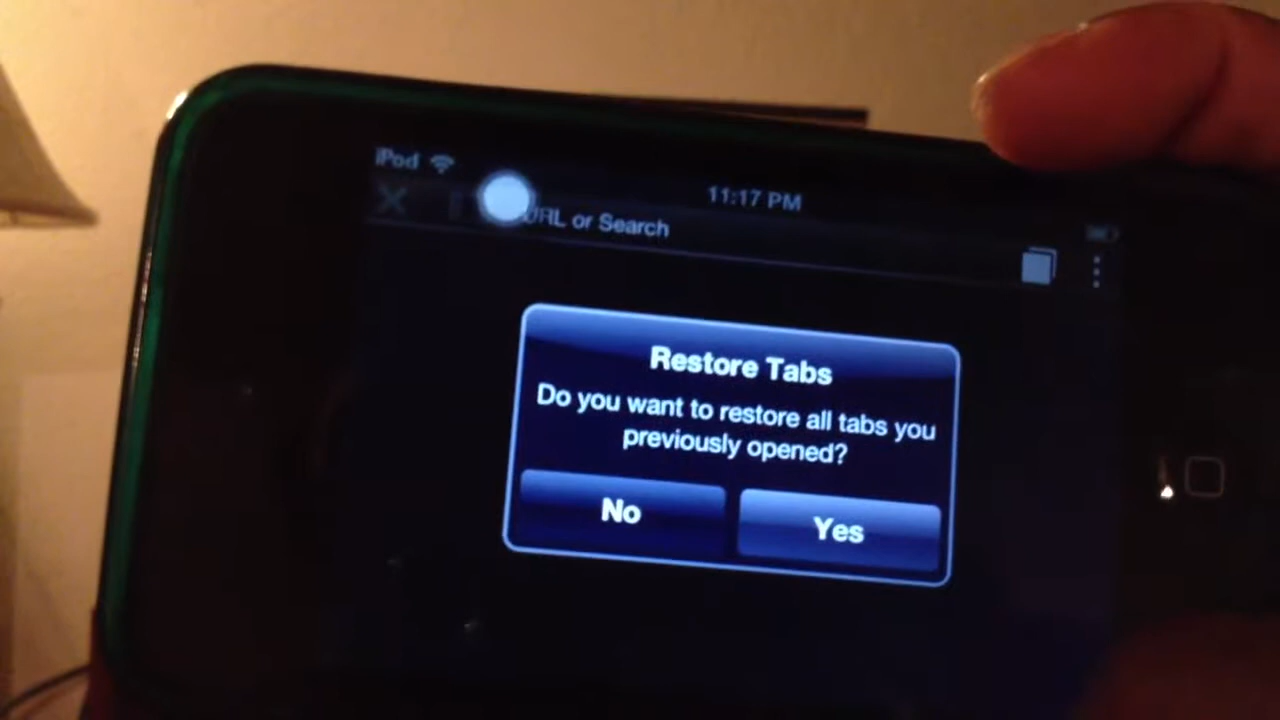 iPod
11:17 PM
URL or Search
Restore Tabs
Do you want to restore all tabs you
previously opened?
No
Yes